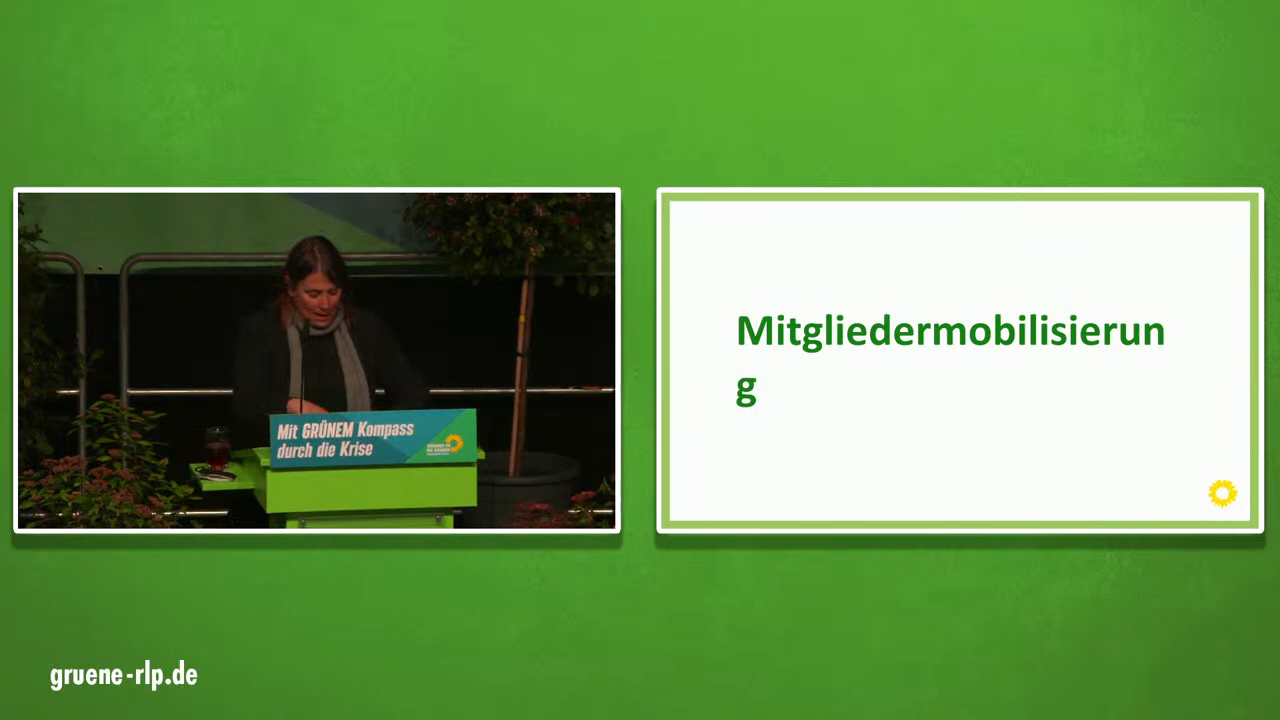 Mit GRÜNEM Kompass
durch die Krise
Mitgliedermobilisierun
g
gruene-rlp.de